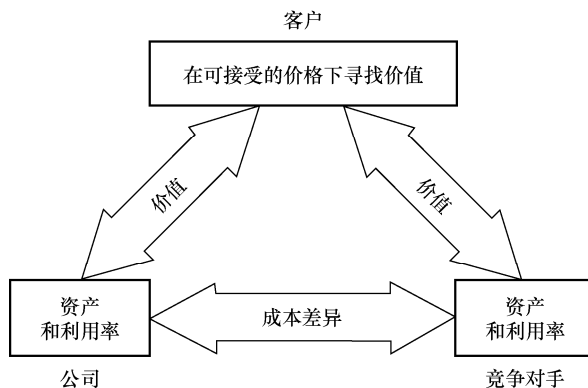 客户
在可接受的价格下寻找价值
价值
价值
资产
和利用率
成本差异
资产
和利用率
公司
竞争对手